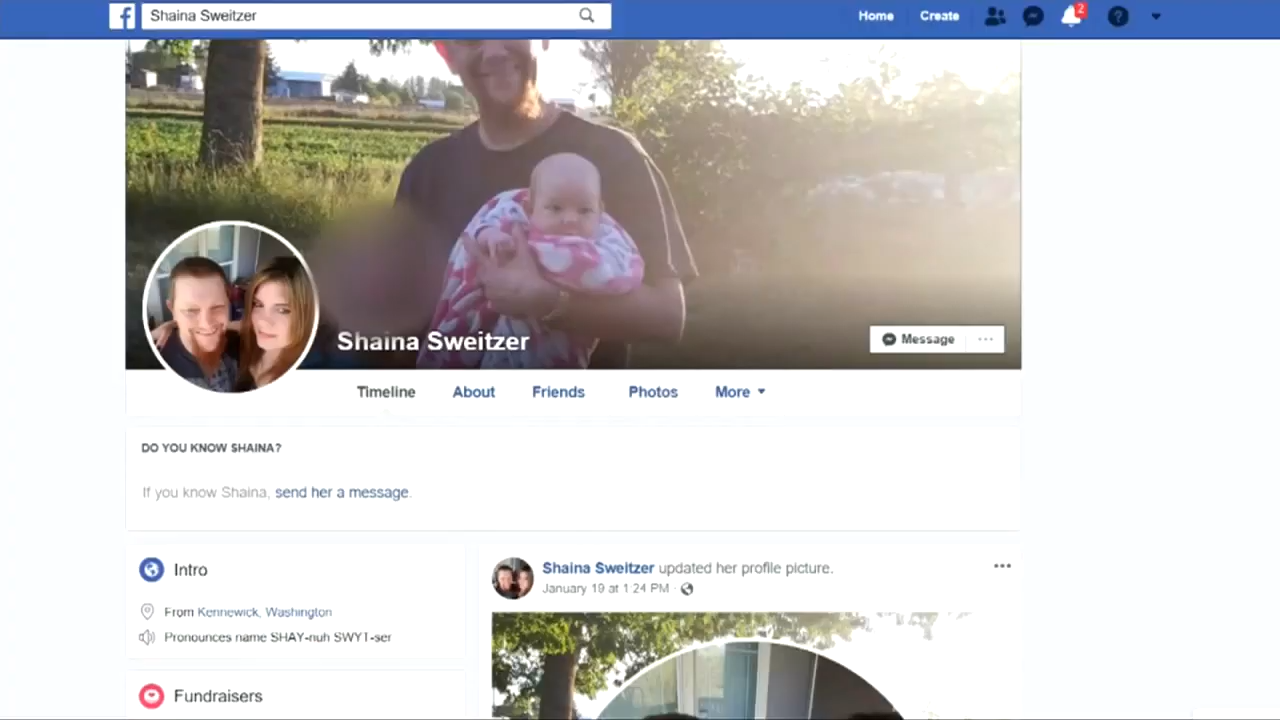 f Shaina Sweitzer Home Create 2 ?
Shaina Sweitzer
Message ...
Timeline About Friends Photos More
DO YOU KNOW SHAINA?
If you know Shaina, send her a message.
Intro
From Kennewick, Washington
Pronounces name SHAY-nuh SWYT-ser
Fundraisers
Shaina Sweitzer updated her profile picture.
January 19 at 1:24 PM ·